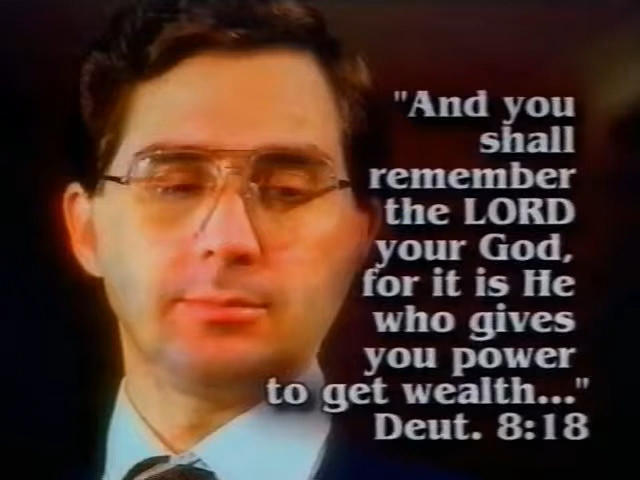 "And you
shall
remember
the LORD
your God,
for it is He
who gives
you power
to get wealth..."
Deut. 8:18